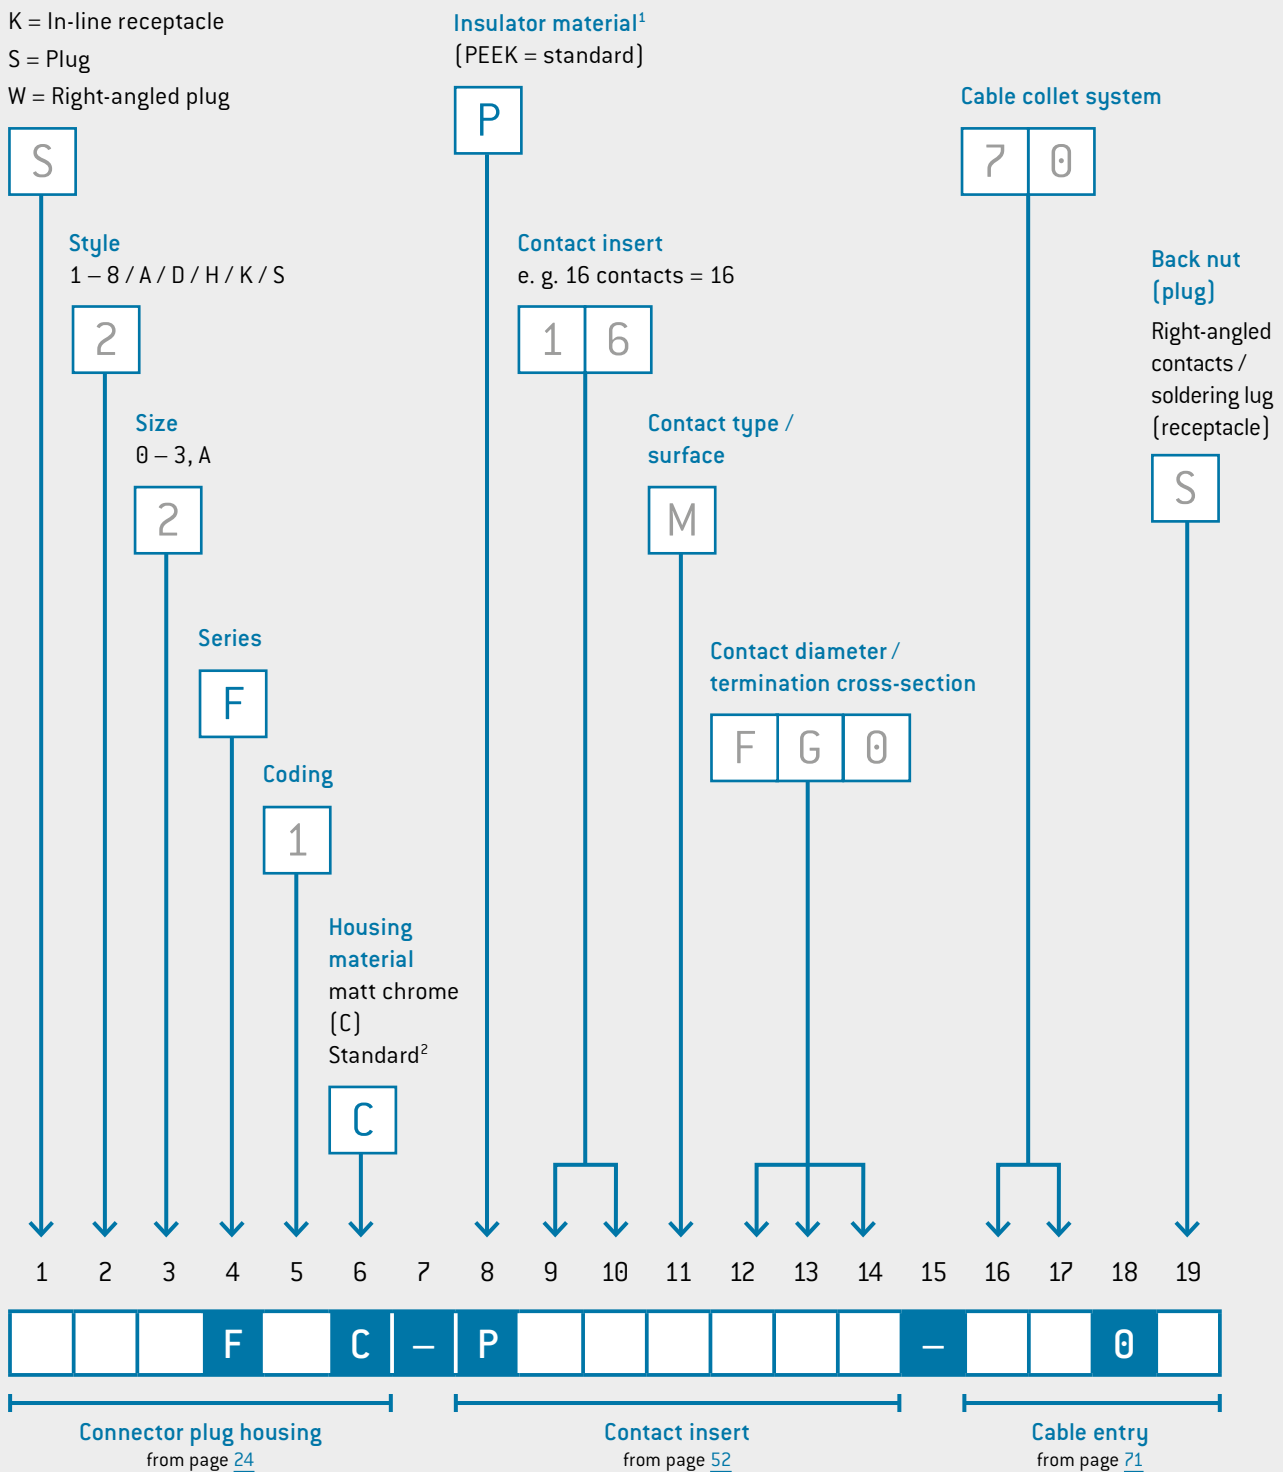 K = In-line receptacle
S = Plug
W = Right-angled plug
S
Style
1 – 8 / A / D / H / K / S
2
Size
0 – 3, A
2
Series
F
Coding
1
Housing
material
matt chrome
(C)
Standard²
C
Insulator material¹
(PEEK = standard)
P
Contact insert
e. g. 16 contacts = 16
1 6
Contact type /
surface
M
Contact diameter /
termination cross-section
F G 0
Cable collet system
7 0
Back nut
(plug)
Right-angled
contacts /
soldering lug
(receptacle)
S
1 2 3 4 5 6 7 8 9 10 11 12 13 14 15 16 17 18 19
F C – P – 0
Connector plug housing
from page 24
Contact insert
from page 52
Cable entry
from page 71